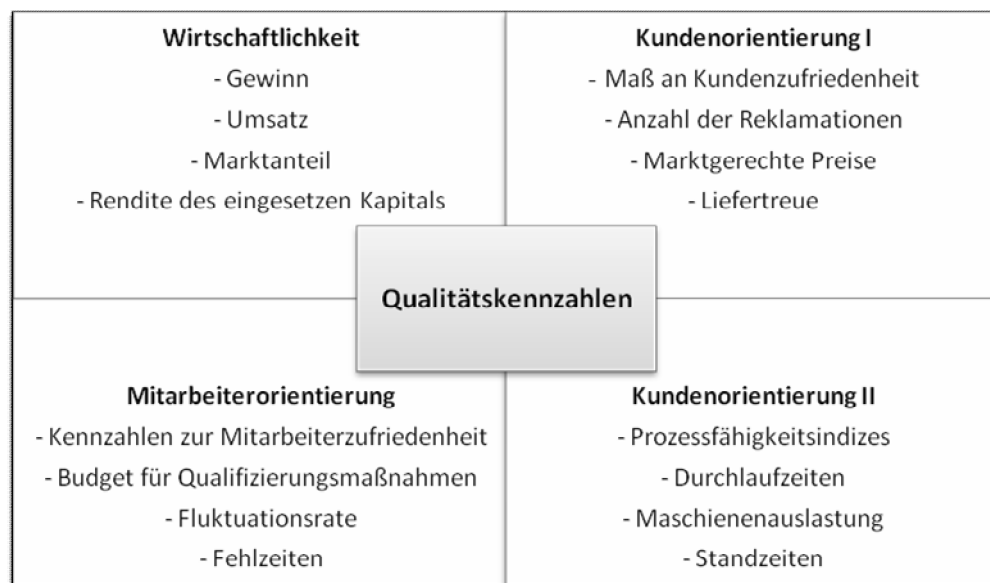 Wirtschaftlichkeit
- Gewinn
- Umsatz
- Marktanteil
- Rendite des eingesetzen Kapitals
Kundenorientierung I
- Maß an Kundenzufriedenheit
- Anzahl der Reklamationen
- Marktgerechte Preise
- Liefertreue
Qualitätskennzahlen
Mitarbeiterorientierung
- Kennzahlen zur Mitarbeiterzufriedenheit
- Budget für Qualifizierungsmaßnahmen
- Fluktuationsrate
- Fehlzeiten
Kundenorientierung II
- Prozessfähigkeitsindizes
- Durchlaufzeiten
- Maschienenauslastung
- Standzeiten